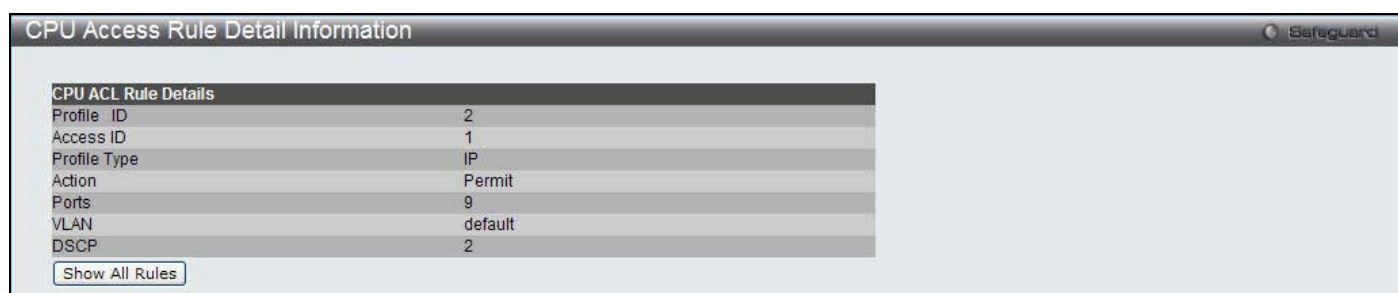 CPU Access Rule Detail Information
Safeguard
CPU ACL Rule Details
Profile ID 2
Access ID 1
Profile Type IP
Action Permit
Ports 9
VLAN default
DSCP 2
Show All Rules